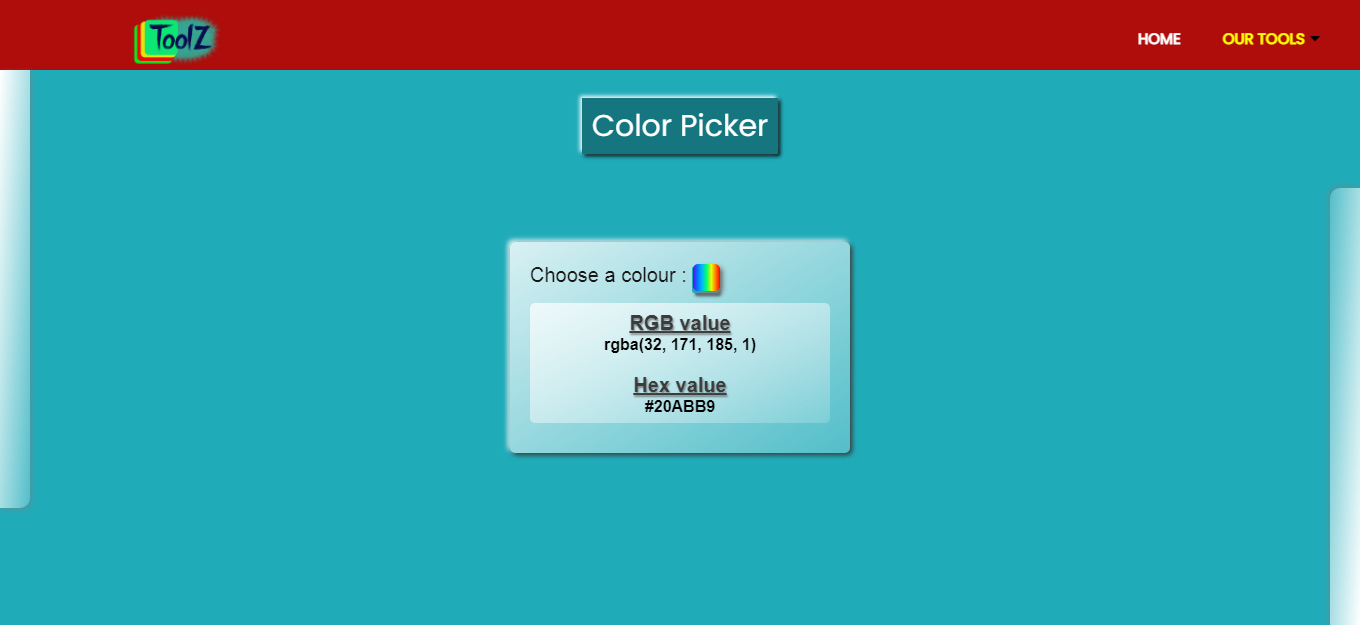 ToolZ
HOME
OUR TOOLS
Color Picker
Choose a colour :
RGB value
rgba(32, 171, 185, 1)
Hex value
#20ABB9